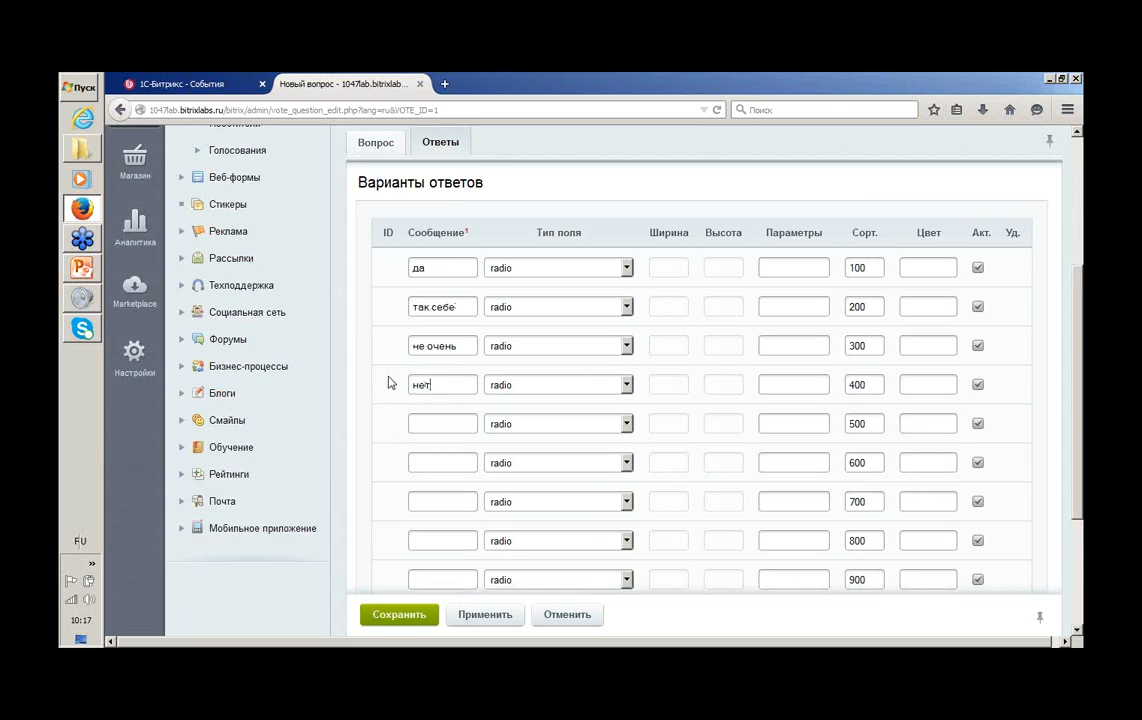 Пуск
1С-Битрикс - События
Новый вопрос - 1047lab.bitrixlabs...
1047lab.bitrixlabs.ru/bitrix/admin/vote_question_edit.php?lang=ru&VOTE_ID=1
Поиск
Магазин
Аналитика
Marketplace
Настройки
Голосования
Веб-формы
Стикеры
Реклама
Рассылки
Техподдержка
Социальная сеть
Форумы
Бизнес-процессы
Блоги
Смайлы
Обучение
Рейтинги
Почта
Мобильное приложение
Вопрос Ответы
Варианты ответов
ID Сообщение¹ Тип поля Ширина Высота Параметры Сорт. Цвет Акт. Уд.
да radio 100
так себе radio 200
не очень radio 300
нет radio 400
radio 500
radio 600
radio 700
radio 800
radio 900
Сохранить Применить Отменить
10:17